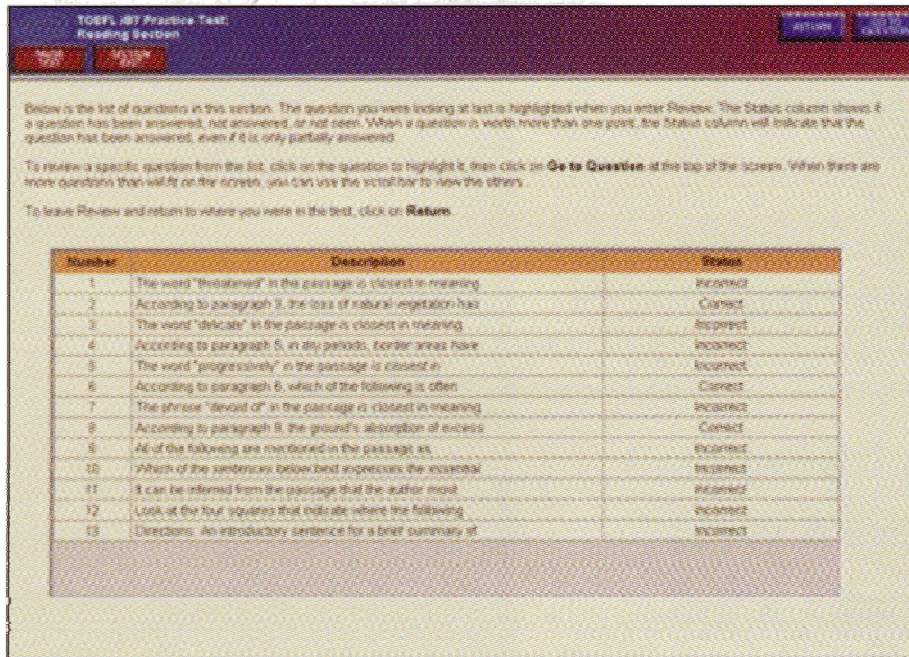 TOEFL iBT Practice Test:
Reading Section
RETURN
GO TO QUESTION
PAUSE TEST
SECTION EXIT
Below is the list of questions in this section. The question you were looking at last is highlighted when you enter Review. The Status column shows if
a question has been answered, not answered, or not seen. When a question is worth more than one point, the Status column will indicate that the
question has been answered, even if it is only partially answered.
To review a specific question from the list, click on the question to highlight it, then click on Go to Question at the top of the screen. When there are
more questions than will fit on the screen, you can use the scroll bar to view the others.
To leave Review and return to where you were in the test, click on Return.
Number Description Status
1 The word "threatened" in the passage is closest in meaning Incorrect
2 According to paragraph 3, the loss of natural vegetation has Correct
3 The word "delicate" in the passage is closest in meaning Incorrect
4 According to paragraph 5, in dry periods, border areas have Incorrect
5 The word "progressively" in the passage is closest in Incorrect
6 According to paragraph 6, which of the following is often Correct
7 The phrase "devoid of" in the passage is closest in meaning Incorrect
8 According to paragraph 9, the ground's absorption of excess Correct
9 All of the following are mentioned in the passage as Incorrect
10 Which of the sentences below best expresses the essential Incorrect
11 It can be inferred from the passage that the author most Incorrect
12 Look at the four squares that indicate where the following Incorrect
13 Directions: An introductory sentence for a brief summary of Incorrect